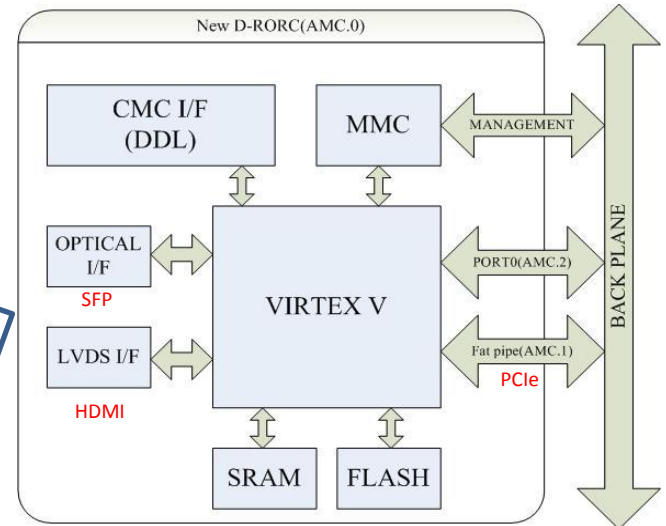 New D-RORC(AMC.0)
CMC I/F
(DDL)
MMC
MANAGEMENT
OPTICAL
I/F
SFP
VIRTEX V
PORT0(AMC.2)
BACK PLANE
LVDS I/F
HDMI
Fat pipe(AMC.1)
PCIe
SRAM
FLASH